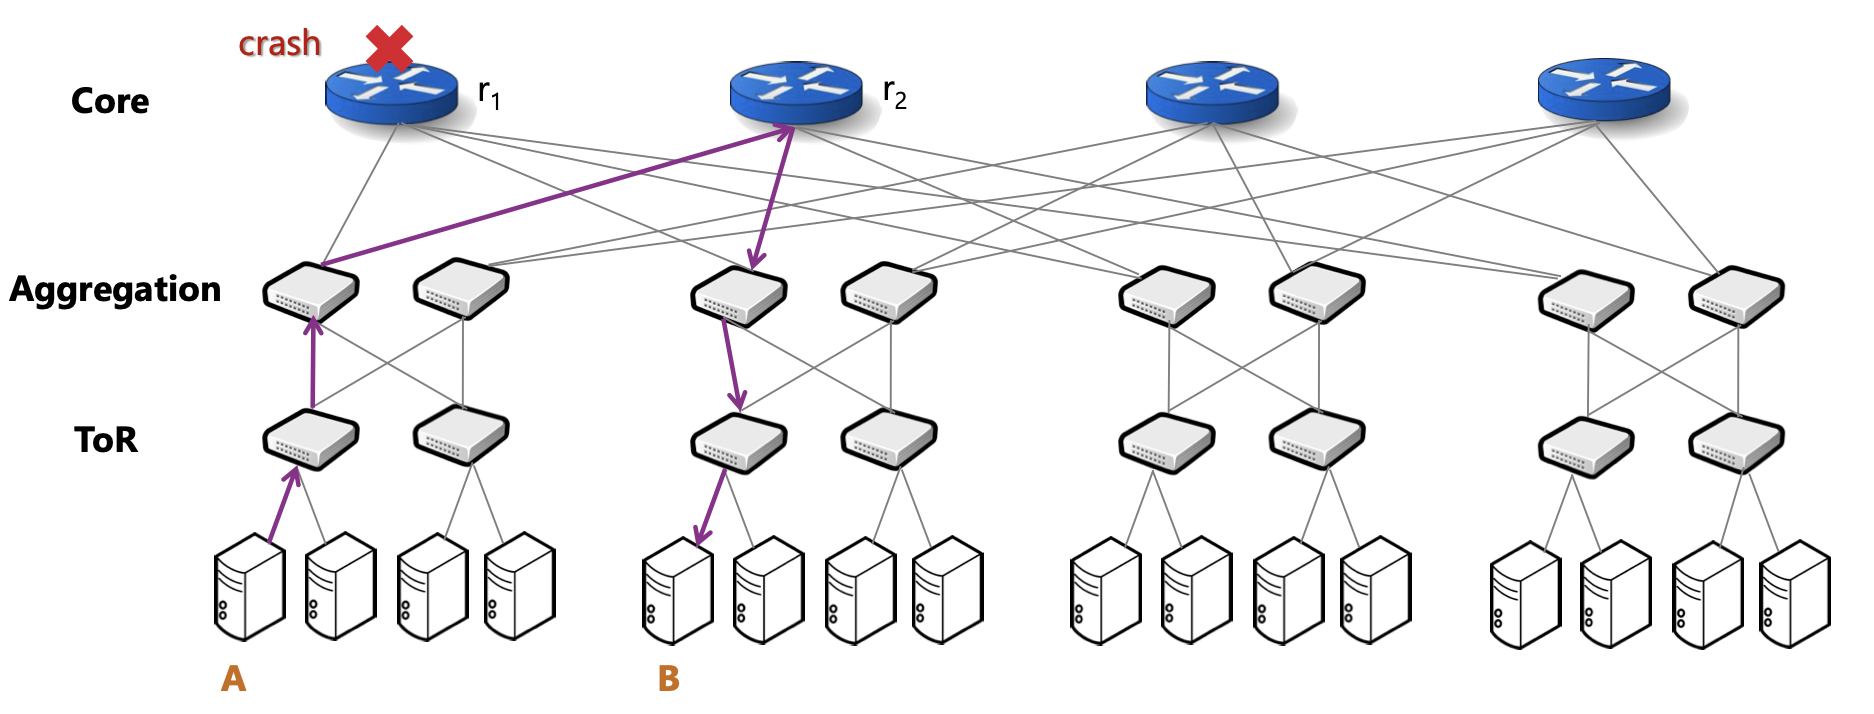 crash
Core
r1
r2
Aggregation
ToR
A
B